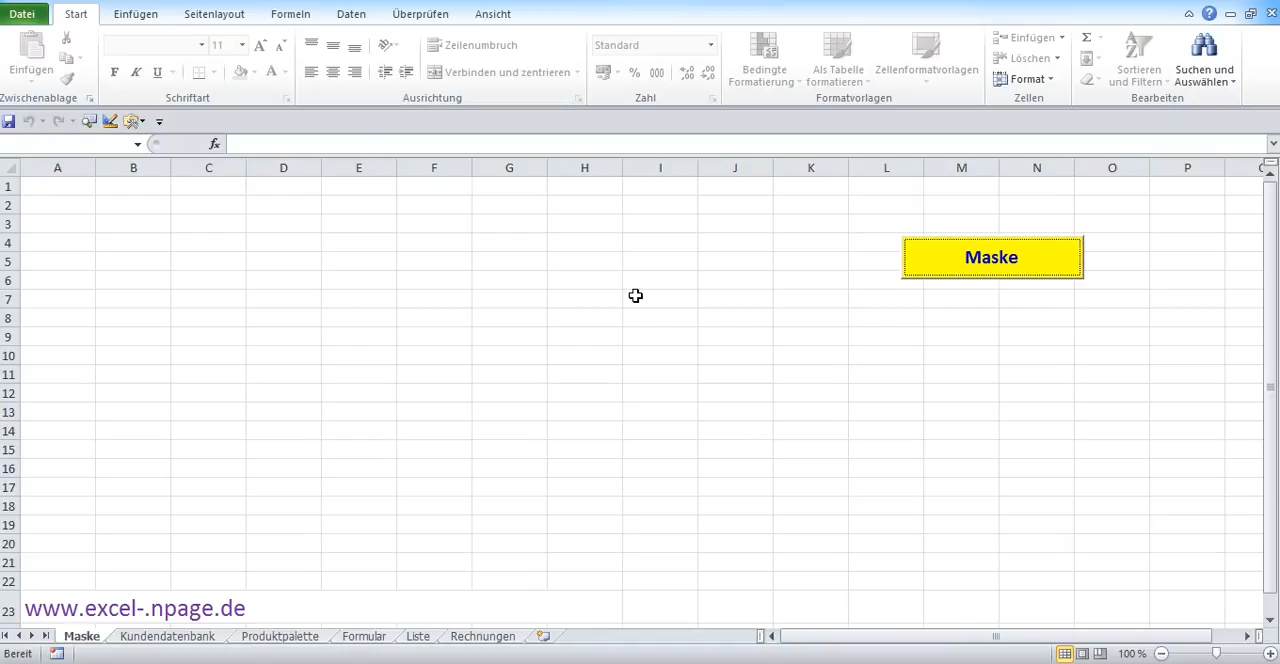 Datei Start Einfügen Seitenlayout Formeln Daten Überprüfen Ansicht
Einfügen
Zwischenablage
11 A A
F K U
Schriftart
Zeilenumbruch
Verbinden und zentrieren
Ausrichtung
Standard
% 000
Zahl
Bedingte Formatierung
Als Tabelle formatieren
Zellenformatvorlagen
Formatvorlagen
Einfügen
Löschen
Format
Zellen
Σ
Sortieren und Filtern
Suchen und Auswählen
Bearbeiten
fx
A B C D E F G H I J K L M N O P
1
2
3
4
5
6
7
8
9
10
11
12
13
14
15
16
17
18
19
20
21
22
23
Maske
www.excel-.npage.de
Maske Kundendatenbank Produktpalette Formular Liste Rechnungen
Bereit 100 %